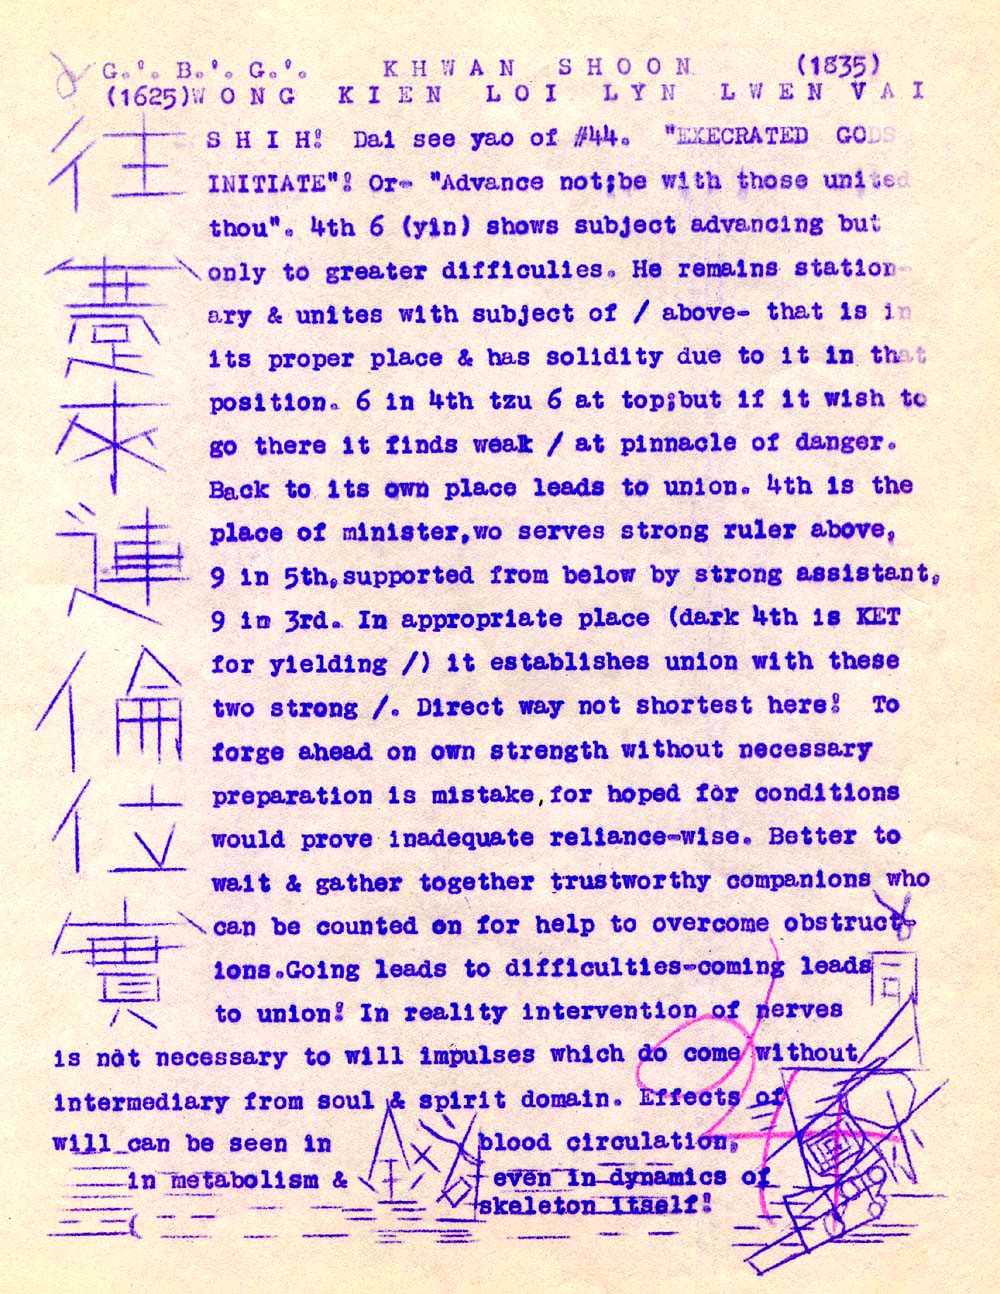 G.'. B.'. G.'. KHWAN SHOON (1835)
(1625)WONG KIEN LOI LYN LWEN VAI
往蹇來連倫位實
SHIH! Dai see yao of #44. "EXECRATED GODS
INITIATE"! Or- "Advance not;be with those united
thou". 4th 6 (yin) shows subject advancing but
only to greater difficulies. He remains station-
ary & unites with subject of / above- that is in
its proper place & has solidity due to it in that
position. 6 in 4th tzu 6 at top;but if it wish to
go there it finds weak / at pinnacle of danger.
Back to its own place leads to union. 4th is the
place of minister,wo serves strong ruler above,
9 in 5th,supported from below by strong assistant,
9 in 3rd. In appropriate place (dark 4th is KET
for yielding /) it establishes union with these
two strong /. Direct way not shortest here! To
forge ahead on own strength without necessary
preparation is mistake,for hoped for conditions
would prove inadequate reliance-wise. Better to
wait & gather together trustworthy companions who
can be counted on for help to overcome obstruct-
ions.Going leads to difficulties-coming leads
to union! In reality intervention of nerves
is not necessary to will impulses which do come without
intermediary from soul & spirit domain. Effects of
will can be seen in blood circulation,
in metabolism & even in dynamics of
skeleton itself!